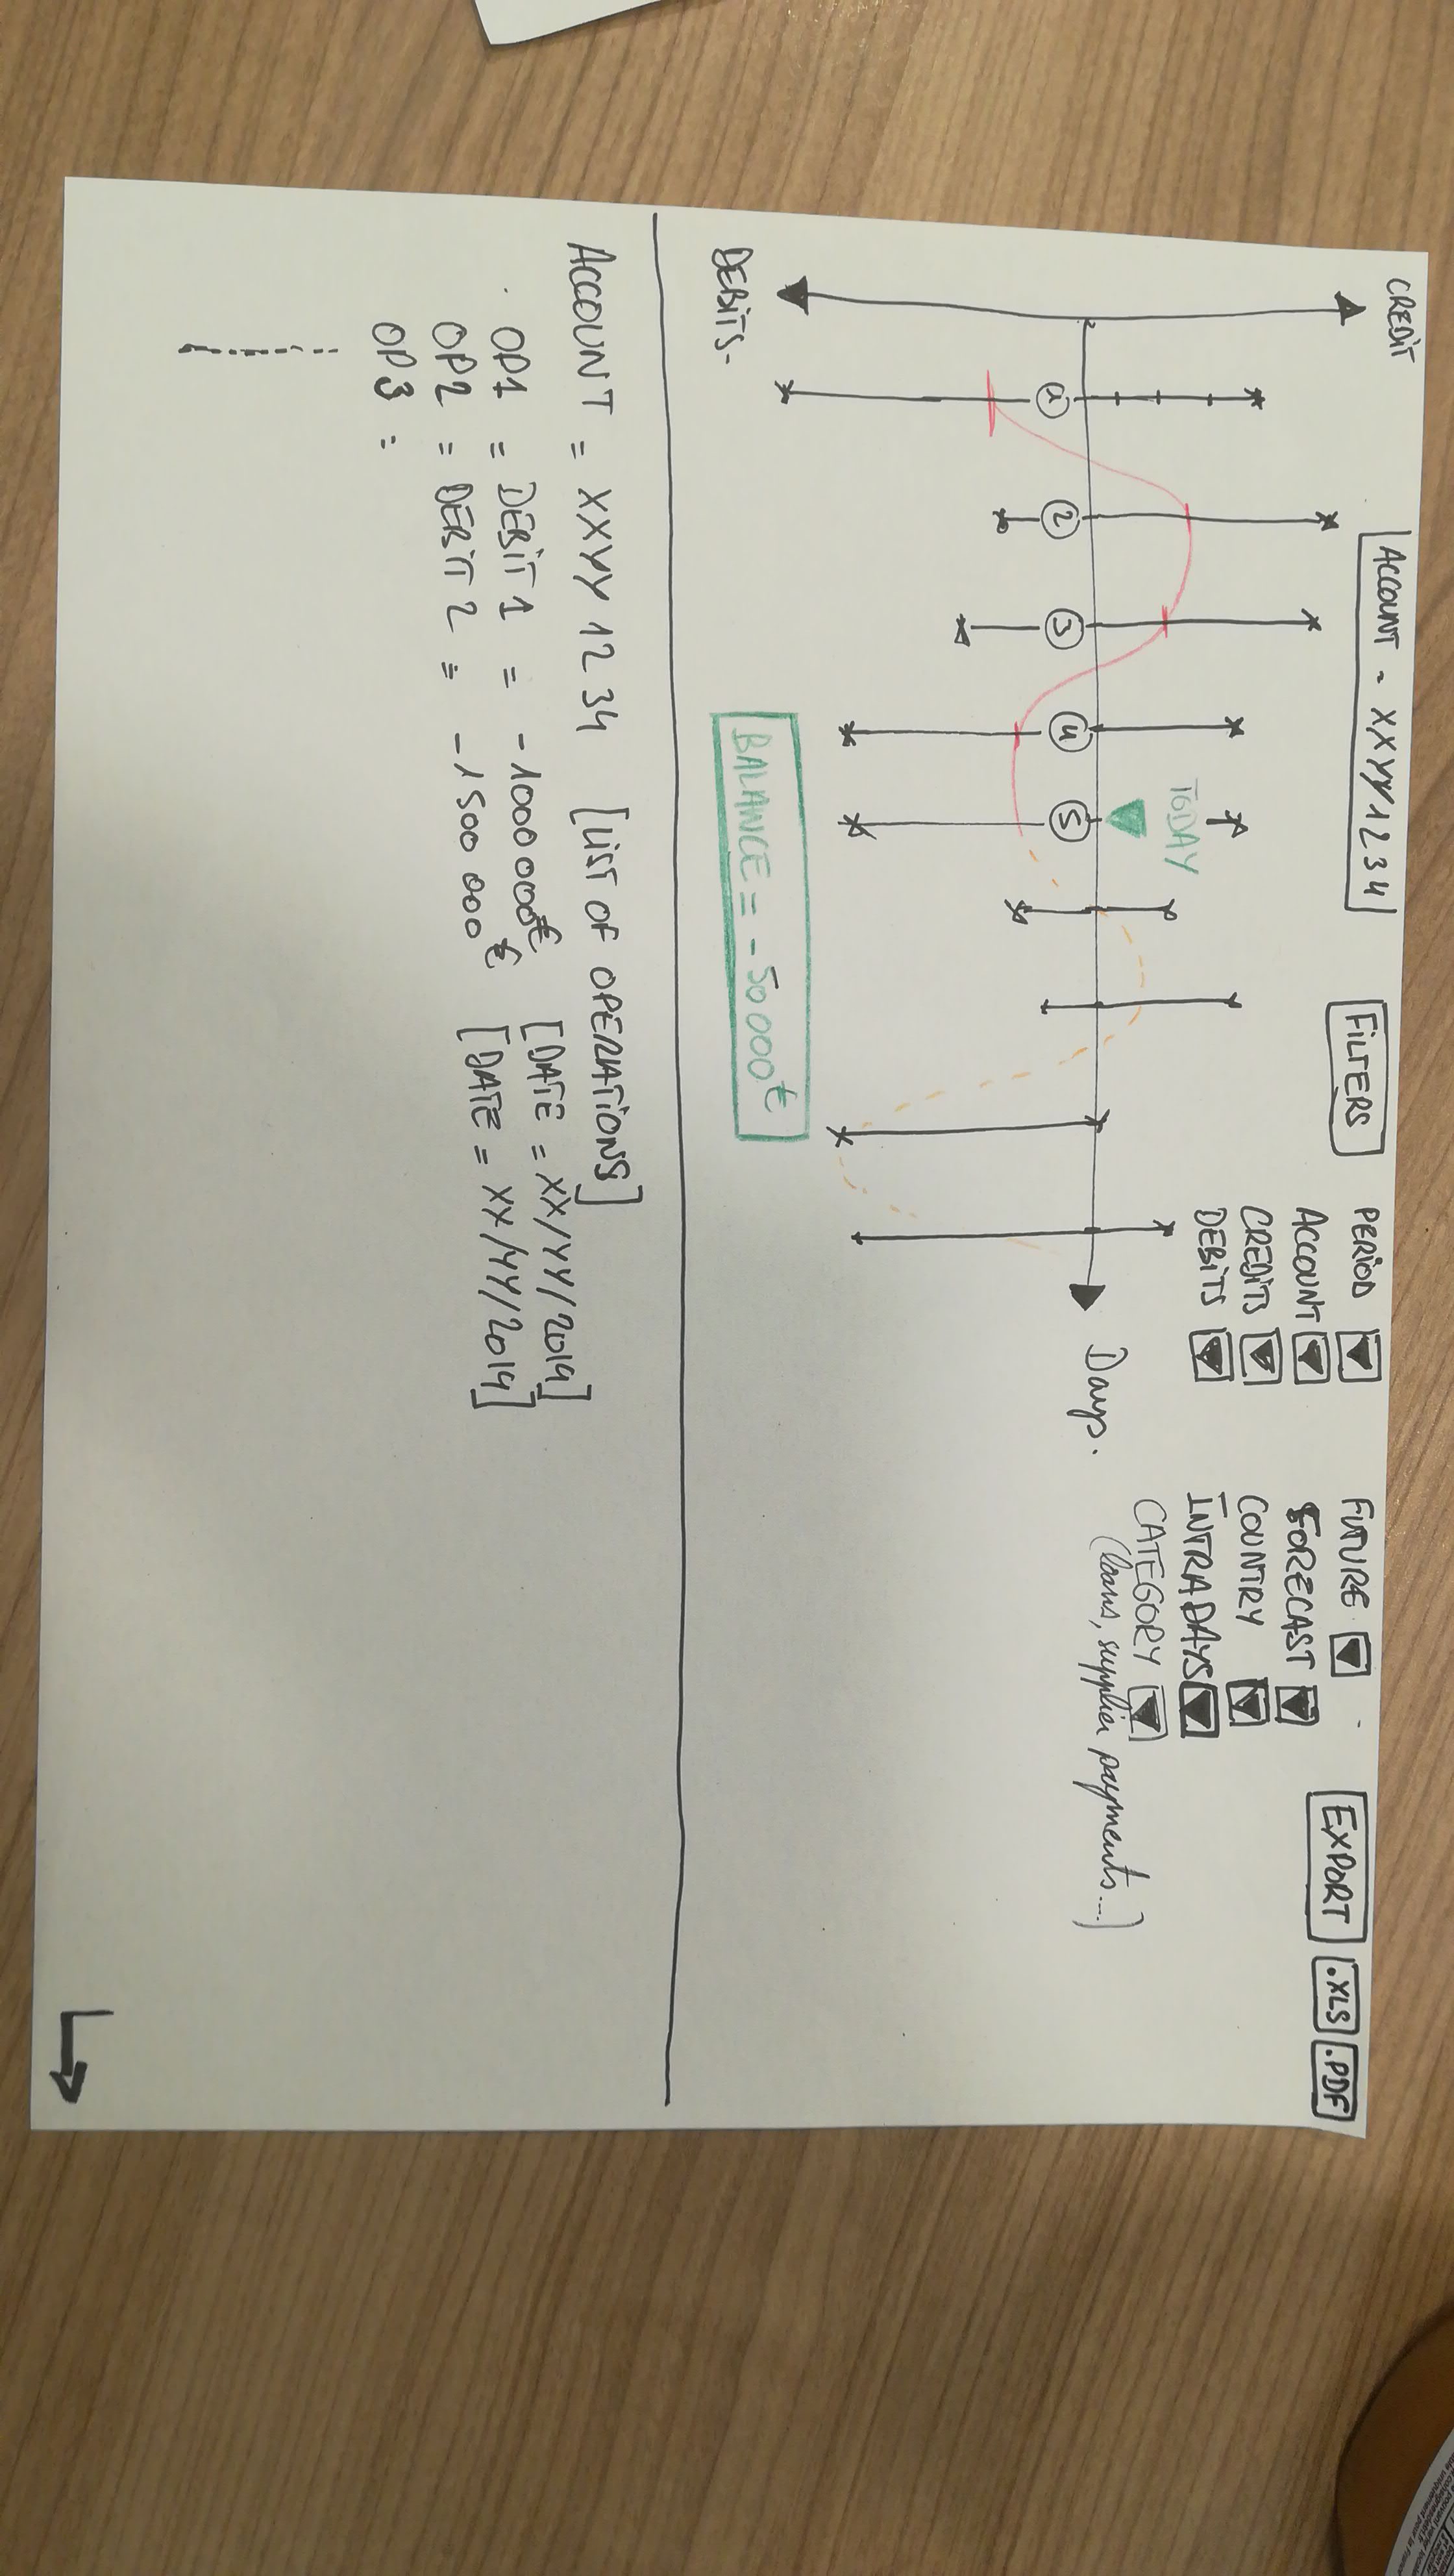 CREDIT
ACCOUNT - XXYY1234
FILTERS
PERIOD
ACCOUNT
CREDITS
DEBITS
FUTURE
FORECAST
COUNTRY
INTRADAYS
CATEGORY
(loans, supplier payments...)
EXPORT
.XLS
.PDF
TODAY
1
2
3
4
5
Days.
DEBITS-
BALANCE = -50 000€
ACCOUNT = XXYY 12 34 [LIST OF OPERATIONS]
OP1 = DEBIT 1 = -1000 000€ [DATE = XX/YY/2014]
OP2 = DEBIT 2 = -1500 000€ [DATE = XX/YY/2014]
OP3 =